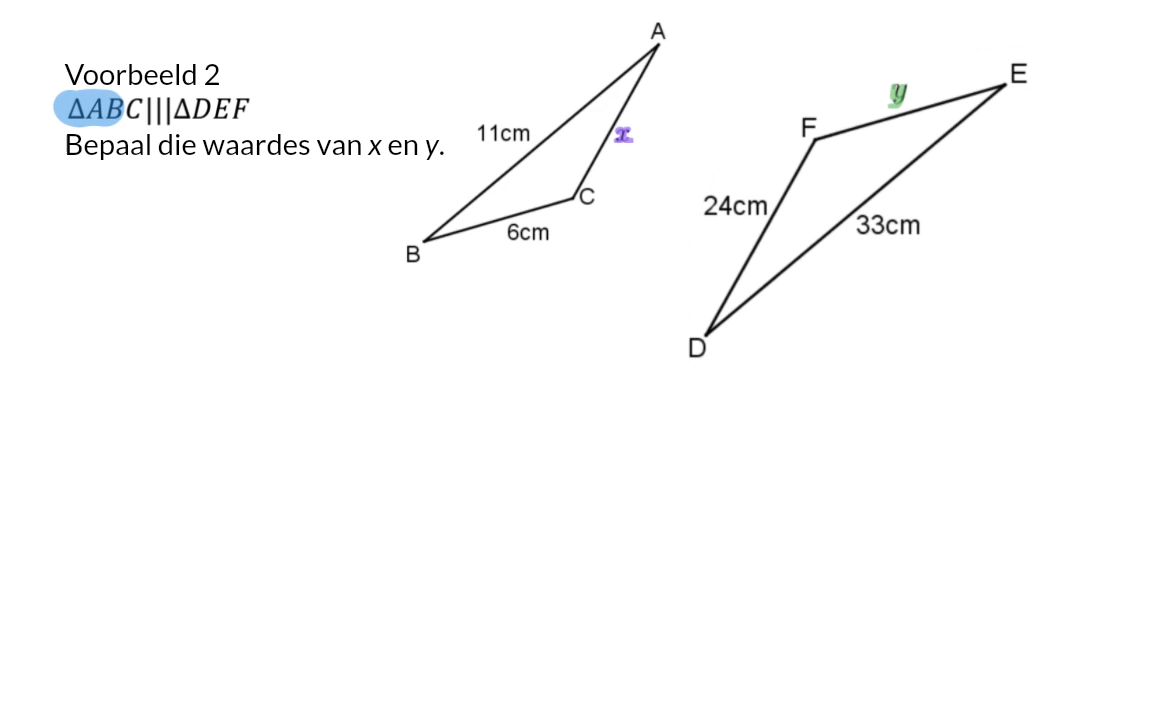 Voorbeeld 2
ΔABC|||ΔDEF
Bepaal die waardes van x en y.
A
11cm
x
C
6cm
B
E
y
F
24cm
33cm
D